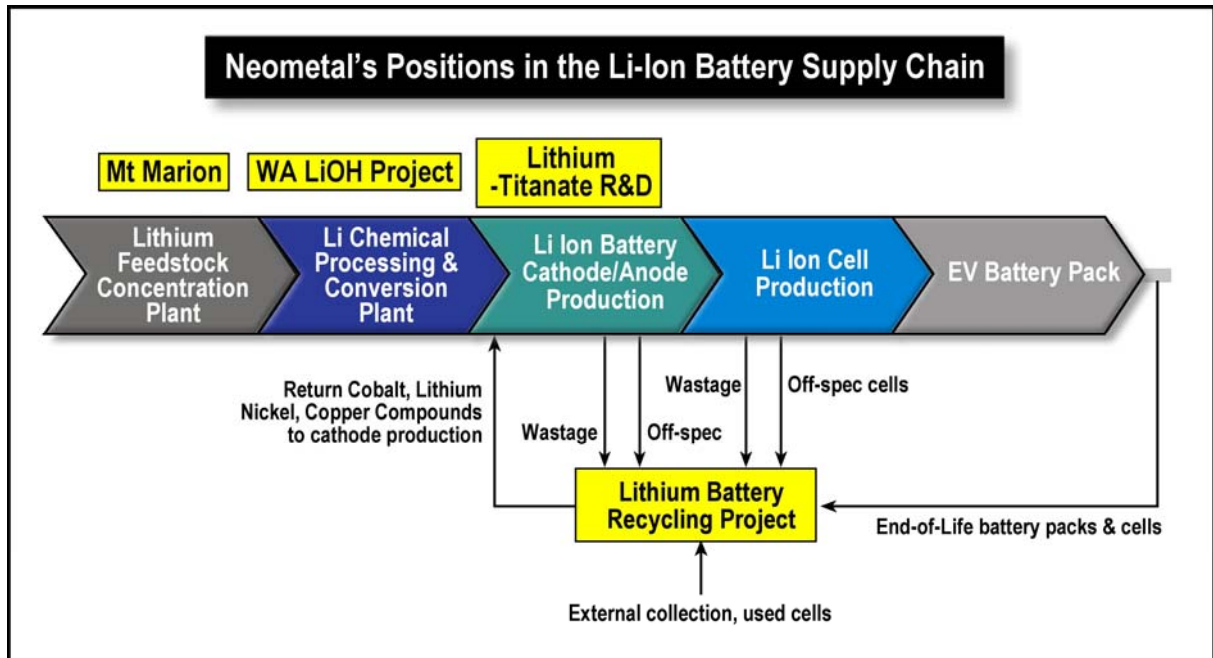 Neometal's Positions in the Li-Ion Battery Supply Chain
Mt Marion
WA LiOH Project
Lithium
-Titanate R&D
Lithium
Feedstock
Concentration
Plant
Li Chemical
Processing &
Conversion
Plant
Li Ion Battery
Cathode/Anode
Production
Li Ion Cell
Production
EV Battery Pack
Return Cobalt, Lithium
Nickel, Copper Compounds
to cathode production
Wastage
Off-spec
Wastage
Off-spec cells
Lithium Battery
Recycling Project
End-of-Life battery packs & cells
External collection, used cells